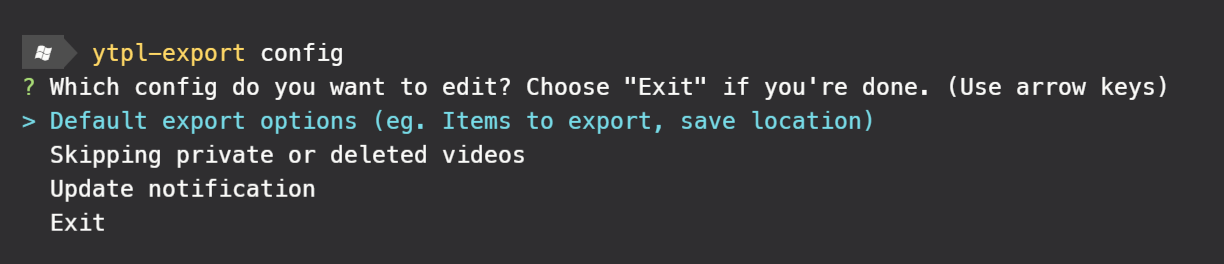 ytpl-export config
? Which config do you want to edit? Choose "Exit" if you're done. (Use arrow keys)
> Default export options (eg. Items to export, save location)
Skipping private or deleted videos
Update notification
Exit